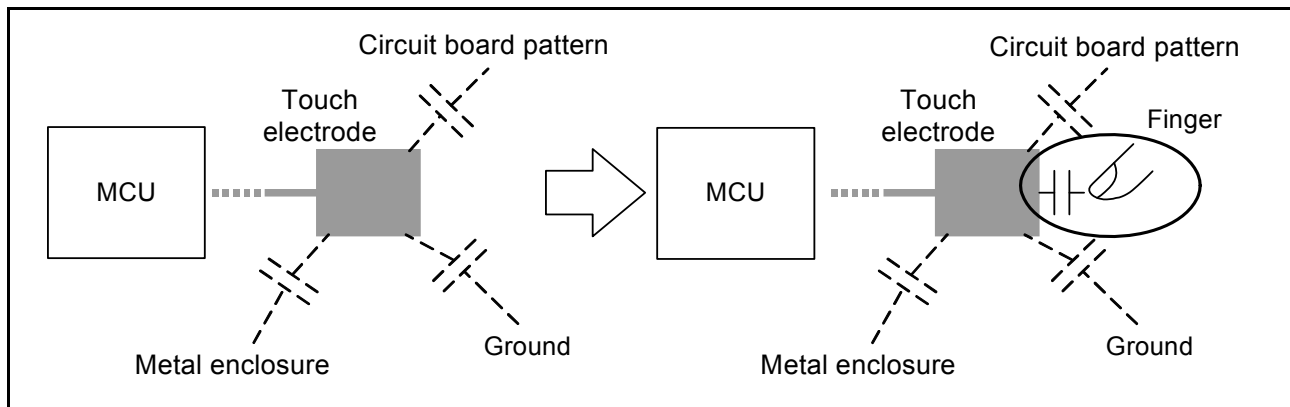 Circuit board pattern
Touch
electrode
MCU
Metal enclosure
Ground
Circuit board pattern
Touch
electrode
Finger
MCU
Metal enclosure
Ground